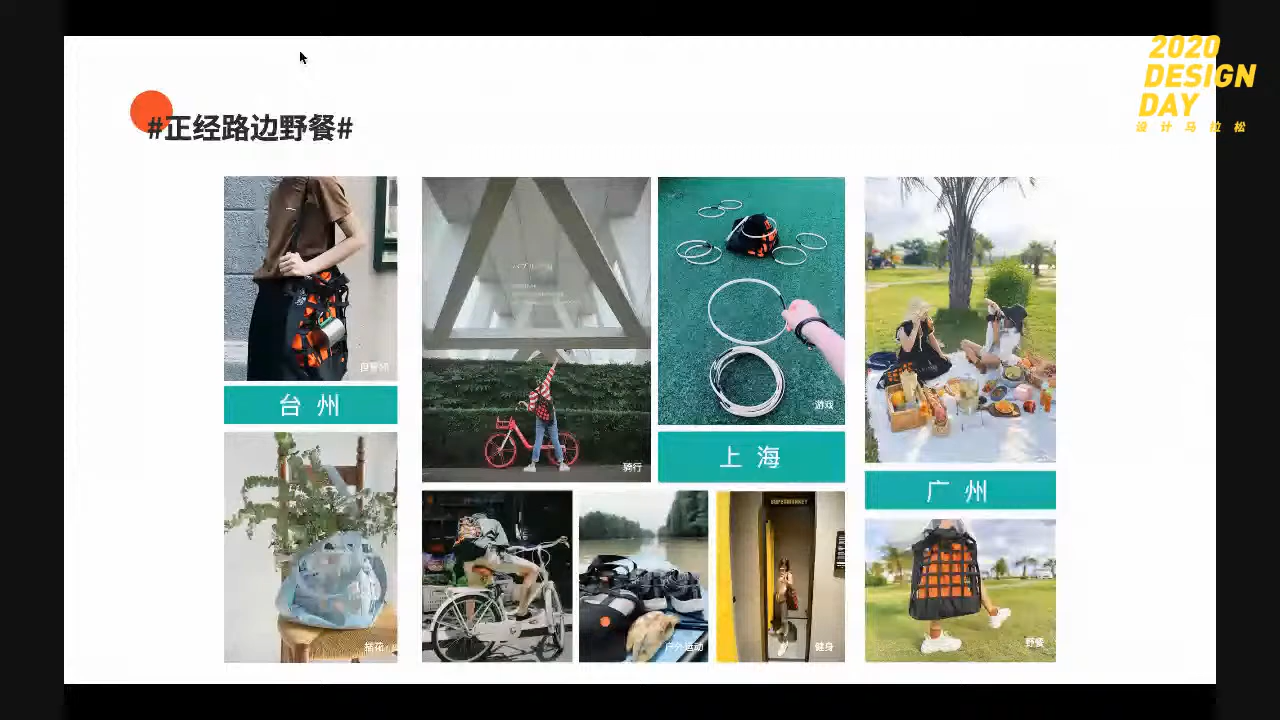 2020
DESIGN
DAY
设计马拉松
#正经路边野餐#
台州
插花
骑行
游戏
上海
户外运动
健身
广州
野餐